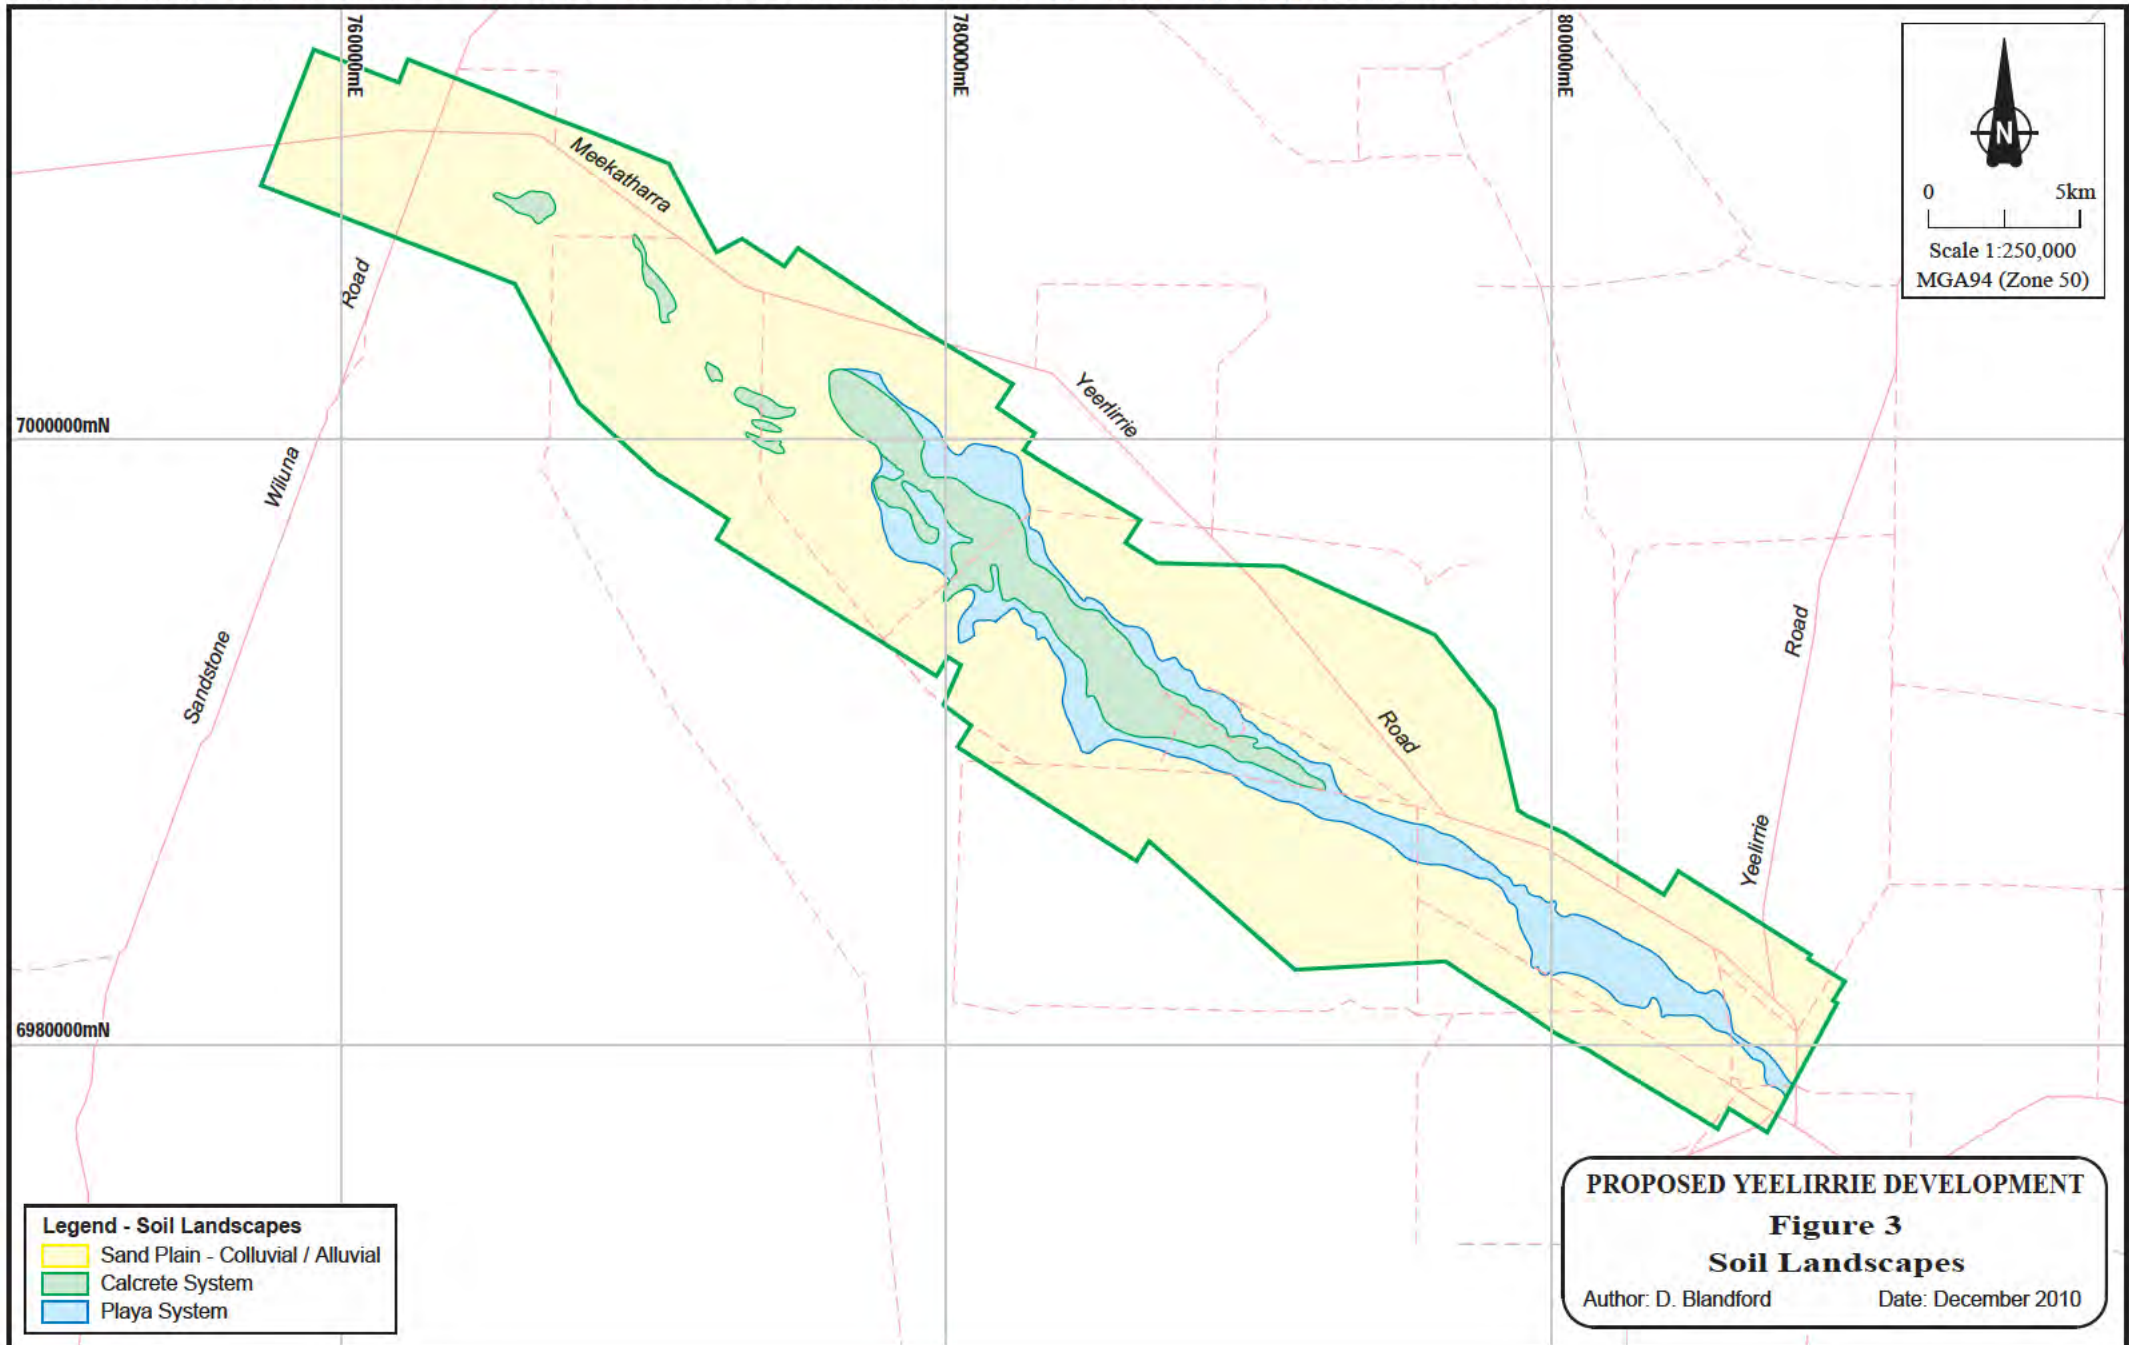 760000mE
780000mE
800000mE
N
0 5km
Scale 1:250,000
MGA94 (Zone 50)
Meekatharra
Road
Yeerlirrie
7000000mN
Wiluna
Sandstone
Road
Road
Yeelirrie
6980000mN
PROPOSED YEELIRRIE DEVELOPMENT
Figure 3
Soil Landscapes
Author: D. Blandford Date: December 2010
Legend - Soil Landscapes
Sand Plain - Colluvial / Alluvial
Calcrete System
Playa System